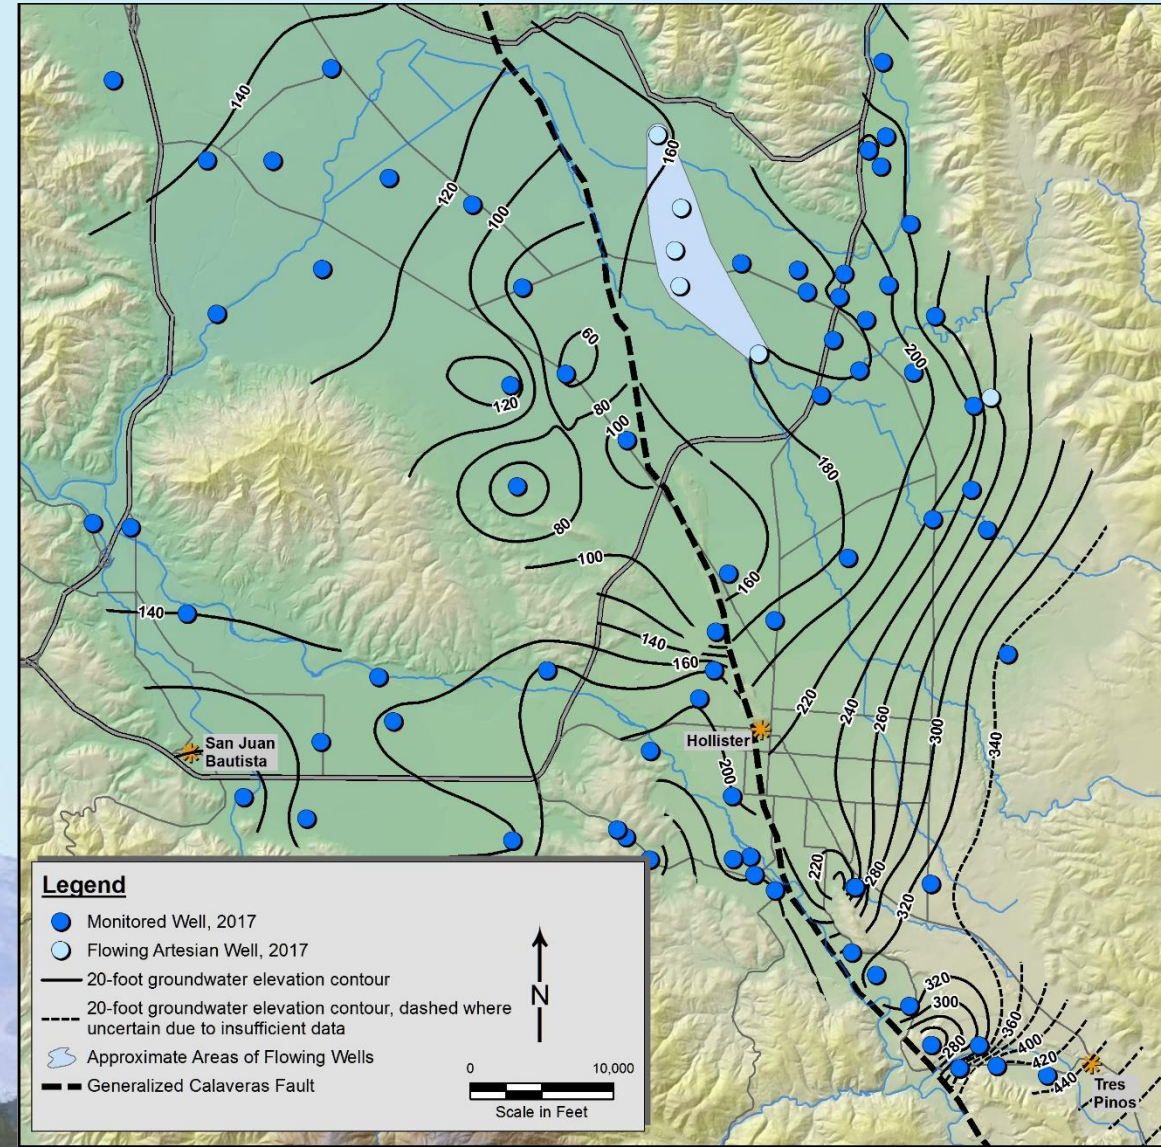 140
160
120
100
60
200
120
80
100
180
80
100
160
140
140
160
220
240
260
300
340
San Juan
Bautista
Hollister
200
220
280
320
320
300
280
360
400
420
440
Tres
Pinos
Legend
Monitored Well, 2017
Flowing Artesian Well, 2017
20-foot groundwater elevation contour
20-foot groundwater elevation contour, dashed where
uncertain due to insufficient data
Approximate Areas of Flowing Wells
Generalized Calaveras Fault
N
0 10,000
Scale in Feet